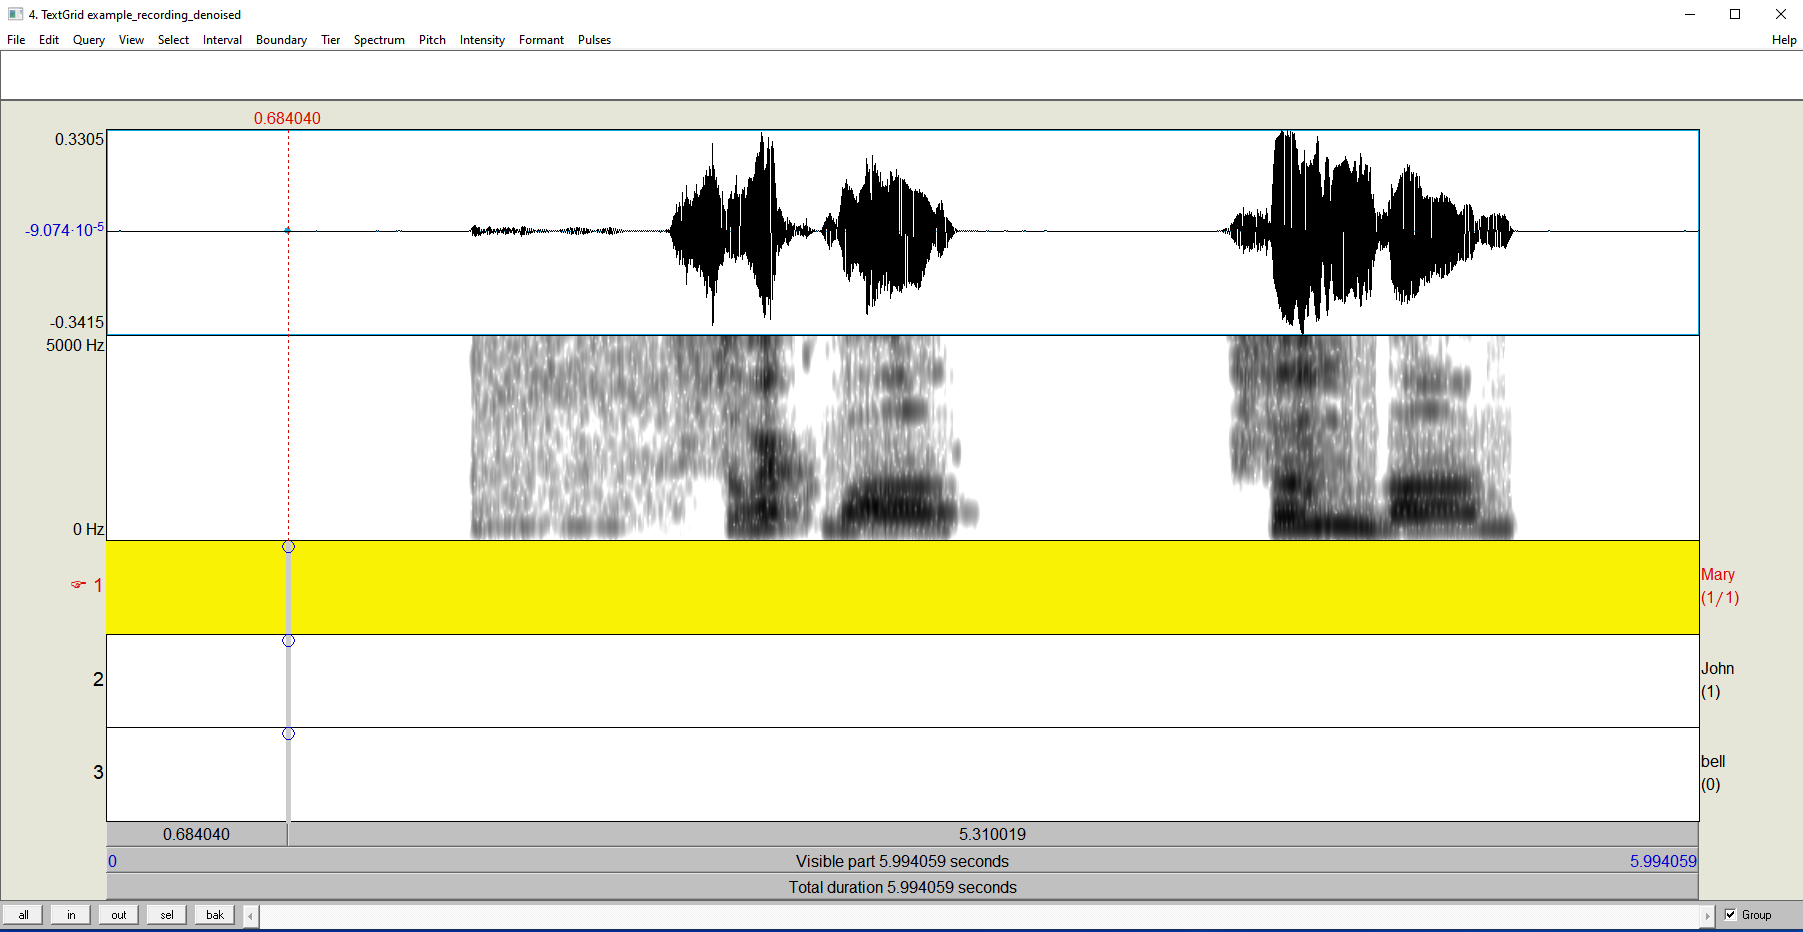 4. TextGrid example_recording_denoised
File Edit Query View Select Interval Boundary Tier Spectrum Pitch Intensity Formant Pulses Help
0.684040
0.3305
-9.074·10-5
-0.3415
5000 Hz
0 Hz
☞ 1
Mary
(1/1)
2
John
(1)
3
bell
(0)
0.684040 5.310019
0 Visible part 5.994059 seconds 5.994059
Total duration 5.994059 seconds
all in out sel bak Group